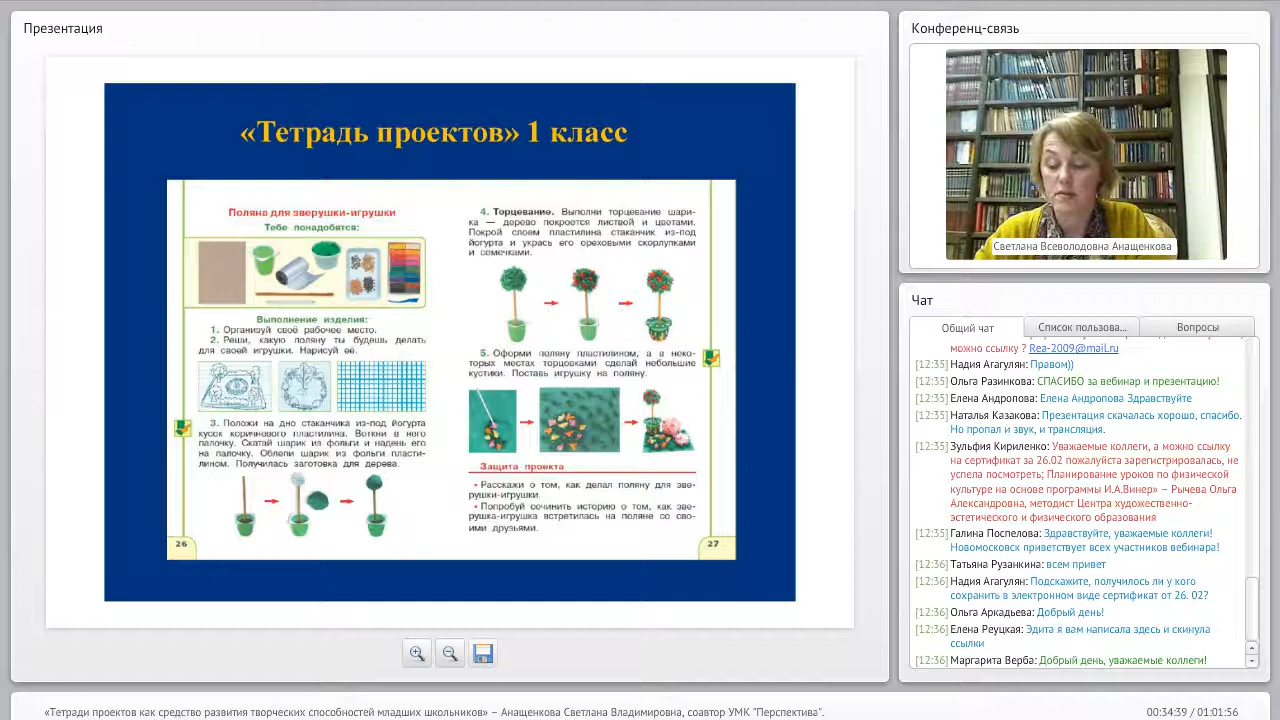 Презентация
«Тетрадь проектов» 1 класс
Поляна для зверушки-игрушки
Тебе понадобятся:
Выполнение изделия:
1. Организуй своё рабочее место.
2. Реши, какую поляну ты будешь делать
для своей игрушки. Нарисуй её.
3. Положи на дно стаканчика из-под йогурта
кусок коричневого пластилина. Воткни в него
палочку. Скатай шарик из фольги и надень его
на палочку. Облепи шарик из фольги пласти-
лином. Получилась заготовка для дерева.
26
4. Торцевание. Выполни торцевание шари-
ка — дерево покроется листвой и цветами.
Покрой слоем пластилина стаканчик из-под
йогурта и укрась его ореховыми скорлупками
и семечками.
5. Оформи поляну пластилином, а в неко-
торых местах торцовками сделай небольшие
кустики. Поставь игрушку на поляну.
Защита проекта
• Расскажи о том, как делал поляну для зве-
рушки-игрушки.
• Попробуй сочинить историю о том, как зве-
рушка-игрушка встретилась на поляне со сво-
ими друзьями.
27
Конференц-связь
Светлана Всеволодовна Анащенкова
Чат
Общий чат
Список пользова...
Вопросы
можно ссылку ? Rea-2009@mail.ru
[12:35] Надия Агагулян: Правом))
[12:35] Ольга Разинкова: СПАСИБО за вебинар и презентацию!
[12:35] Елена Андропова: Елена Андропова Здравствуйте
[12:35] Наталья Казакова: Презентация скачалась хорошо, спасибо.
Но пропал и звук, и трансляция.
[12:35] Зульфия Кириленко: Уважаемые коллеги, а можно ссылку
на сертификат за 26.02 пожалуйста зарегистрировалась, не
успела посмотреть; Планирование уроков по физической
культуре на основе программы И.А.Винер» – Рычева Ольга
Александровна, методист Центра художественно-
эстетического и физического образования
[12:35] Галина Поспелова: Здравствуйте, уважаемые коллеги!
Новомосковск приветствует всех участников вебинара!
[12:36] Татьяна Рузанкина: всем привет
[12:36] Надия Агагулян: Подскажите, получилось ли у кого
сохранить в электронном виде сертификат от 26. 02?
[12:36] Ольга Аркадьева: Добрый день!
[12:36] Елена Реуцкая: Эдита я вам написала здесь и скинула
ссылки
[12:36] Маргарита Верба: Добрый день, уважаемые коллеги!
«Тетради проектов как средство развития творческих способностей младших школьников» – Анащенкова Светлана Владимировна, соавтор УМК "Перспектива".
00:34:39 / 01:01:56